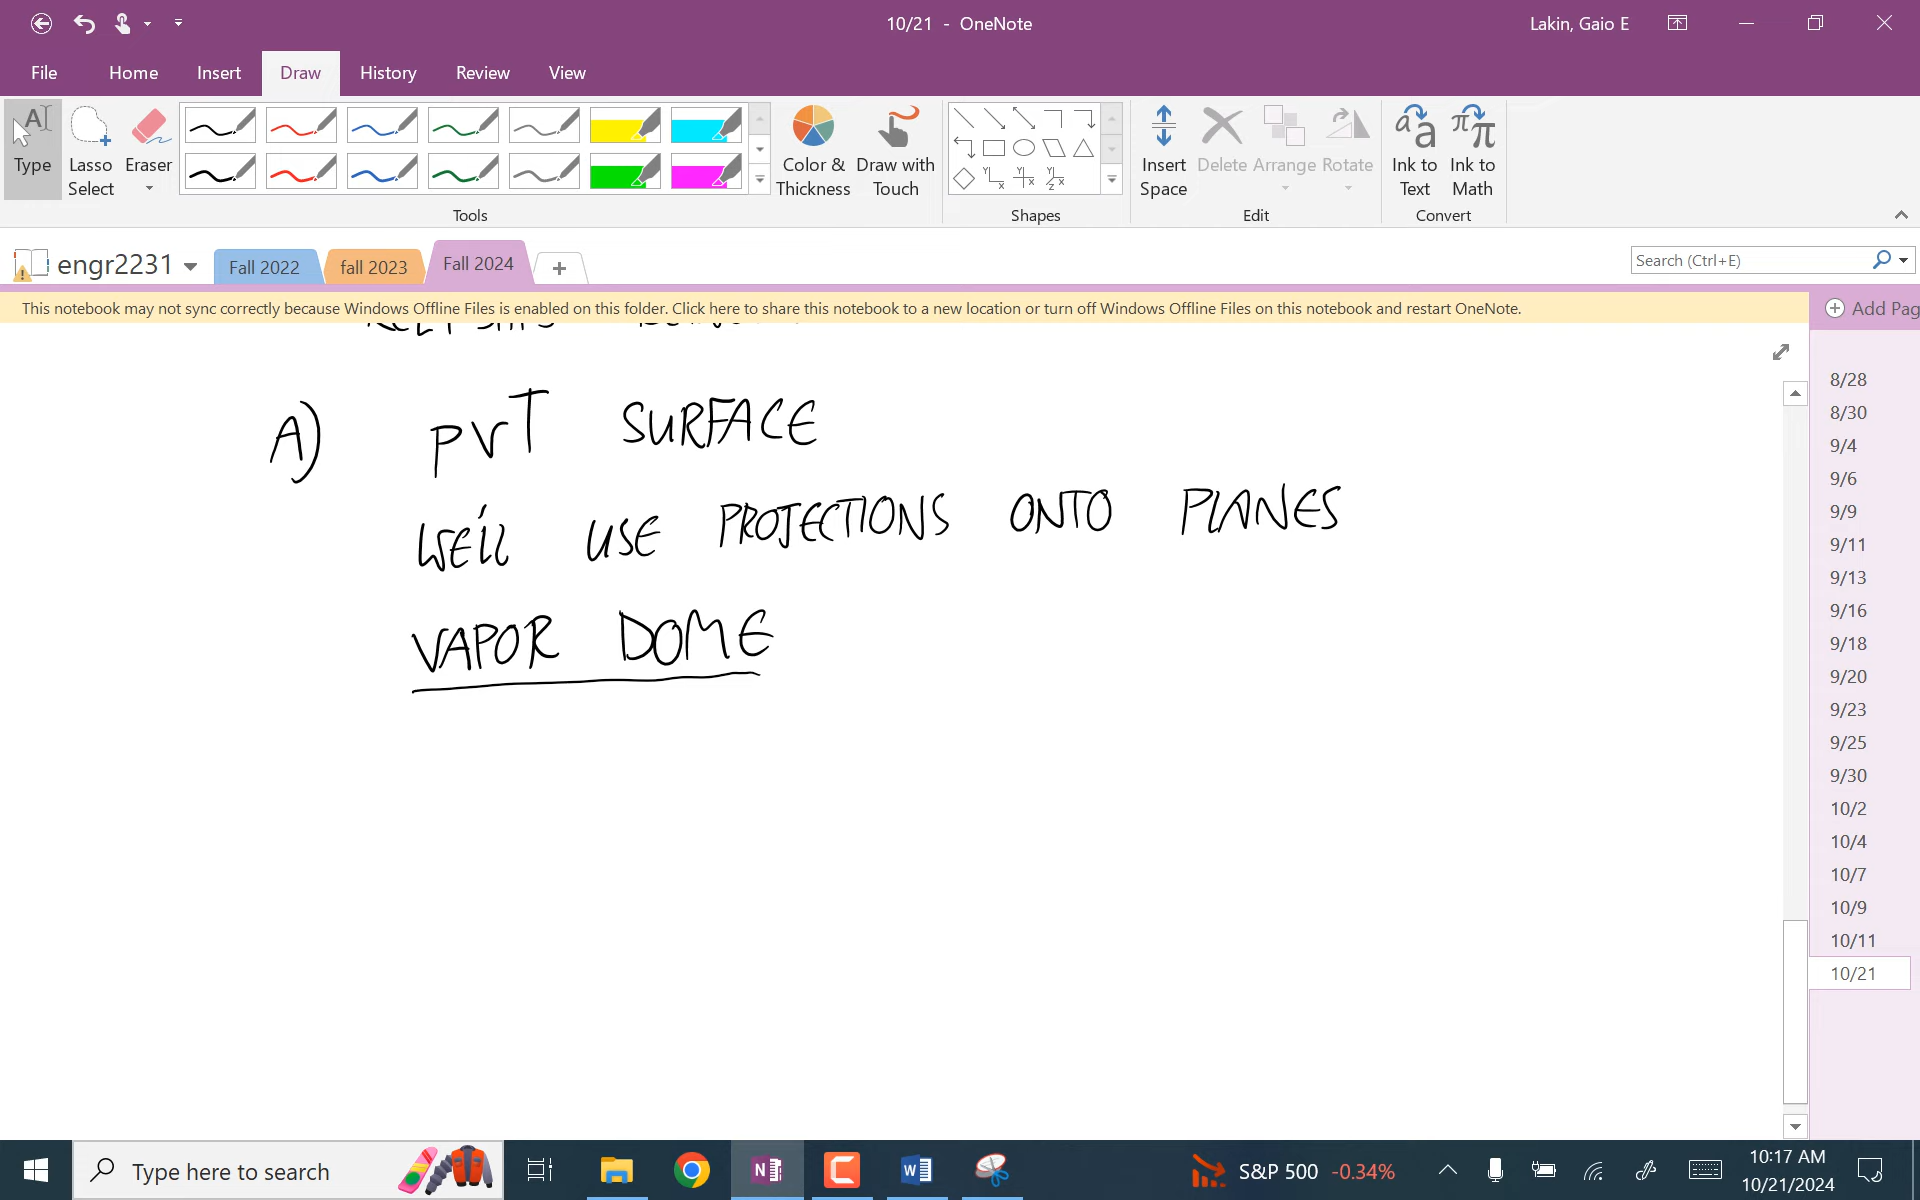 10/21 - OneNote
Lakin, Gaio E
File Home Insert Draw History Review View
Type
Lasso Select
Eraser
Color & Thickness
Draw with Touch
Insert Space
Delete
Arrange
Rotate
Ink to Text
Ink to Math
Tools
Shapes
Edit
Convert
engr2231
Fall 2022
fall 2023
Fall 2024
Search (Ctrl+E)
This notebook may not sync correctly because Windows Offline Files is enabled on this folder. Click here to share this notebook to a new location or turn off Windows Offline Files on this notebook and restart OneNote.
Add Pag
A) PVT SURFACE
WE'LL USE PROJECTIONS ONTO PLANES
VAPOR DOME
8/28
8/30
9/4
9/6
9/9
9/11
9/13
9/16
9/18
9/20
9/23
9/25
9/30
10/2
10/4
10/7
10/9
10/11
10/21
Type here to search
S&P 500 -0.34%
10:17 AM
10/21/2024